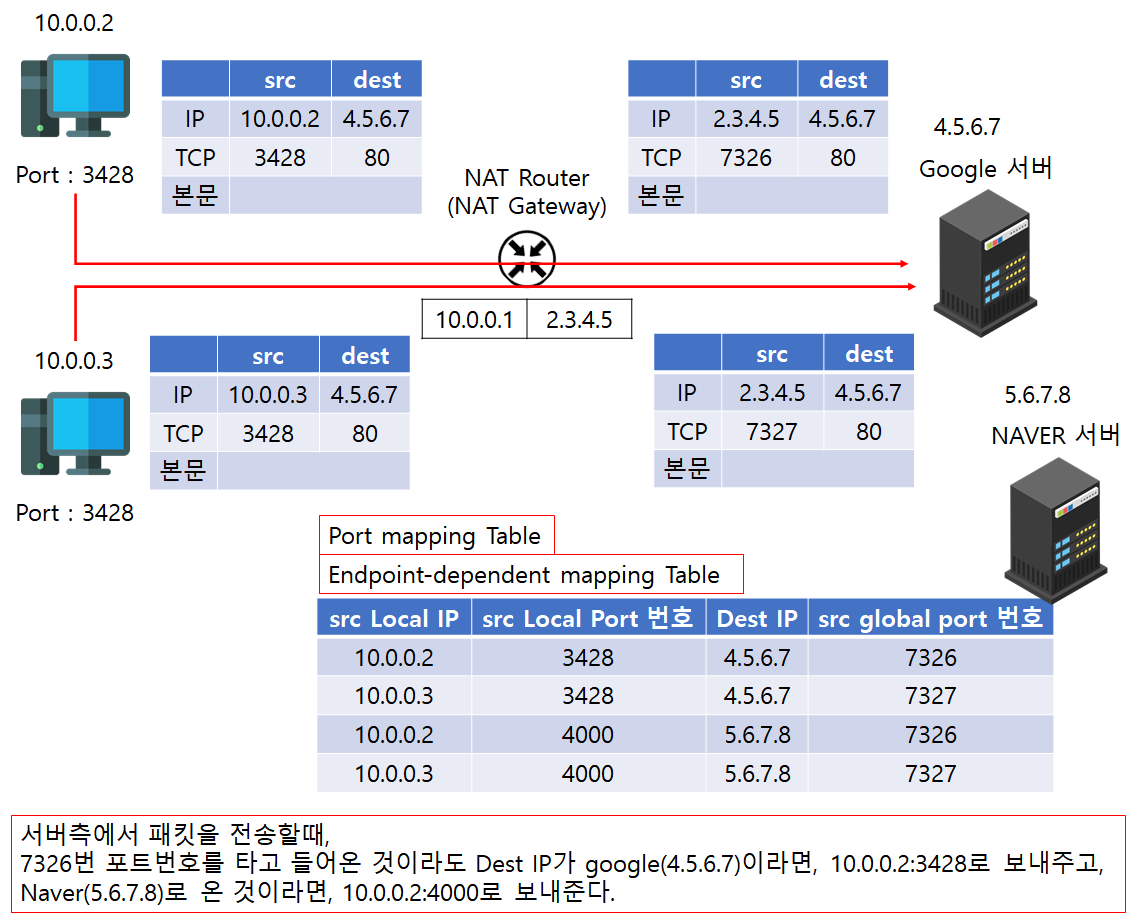 10.0.0.2
Port : 3428
src dest
IP 10.0.0.2 4.5.6.7
TCP 3428 80
본문
NAT Router
(NAT Gateway)
10.0.0.1 2.3.4.5
src dest
IP 2.3.4.5 4.5.6.7
TCP 7326 80
본문
4.5.6.7
Google 서버
10.0.0.3
Port : 3428
src dest
IP 10.0.0.3 4.5.6.7
TCP 3428 80
본문
src dest
IP 2.3.4.5 4.5.6.7
TCP 7327 80
본문
5.6.7.8
NAVER 서버
Port mapping Table
Endpoint-dependent mapping Table
src Local IP src Local Port 번호 Dest IP src global port 번호
10.0.0.2 3428 4.5.6.7 7326
10.0.0.3 3428 4.5.6.7 7327
10.0.0.2 4000 5.6.7.8 7326
10.0.0.3 4000 5.6.7.8 7327
서버측에서 패킷을 전송할때,
7326번 포트번호를 타고 들어온 것이라도 Dest IP가 google(4.5.6.7)이라면, 10.0.0.2:3428로 보내주고,
Naver(5.6.7.8)로 온 것이라면, 10.0.0.2:4000로 보내준다.